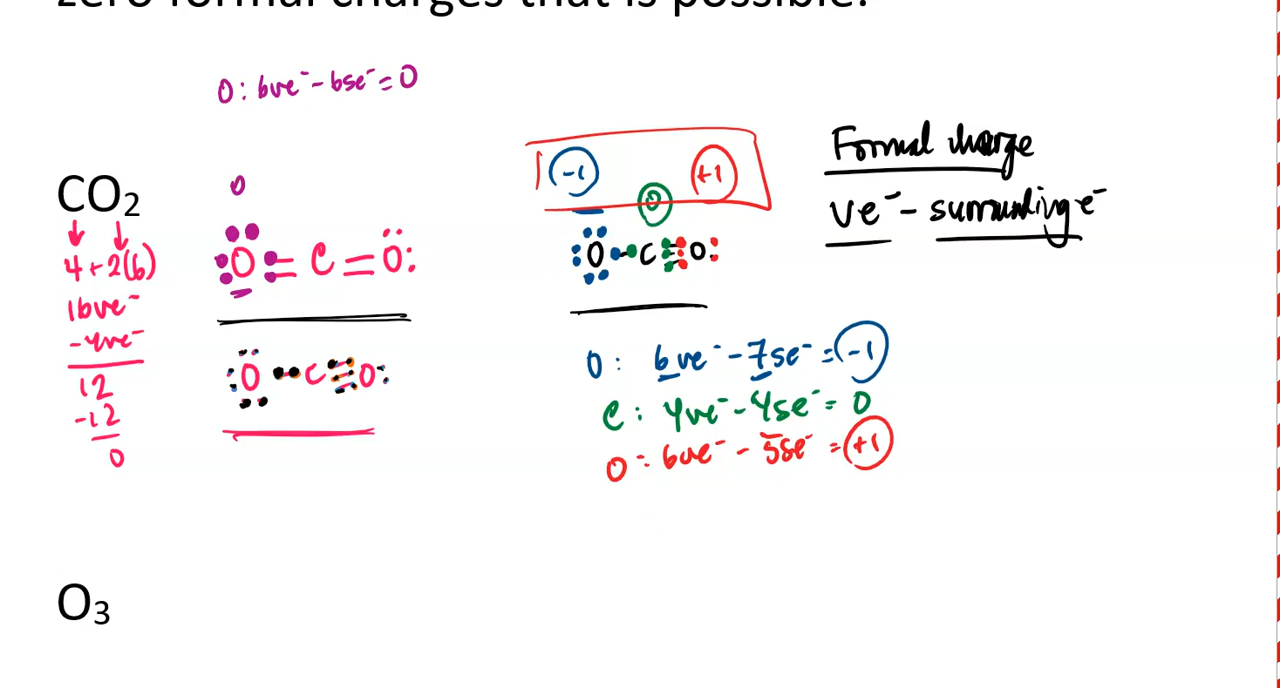 zero formal charges that is possible.
O: 6ve⁻ - 6se⁻ = 0
Formal charge
ve⁻ - surrounding e⁻
-1
+1
0
0
CO₂
4 + 2(6)
16ve⁻
-4ve⁻
12
-12
0
:O = C = O:
:O - C ≡ O:
:O - C ≡ O:
O: 6ve⁻ - 7se⁻ = -1
C: 4ve⁻ - 4se⁻ = 0
O: 6ve⁻ - 5se⁻ = +1
O₃